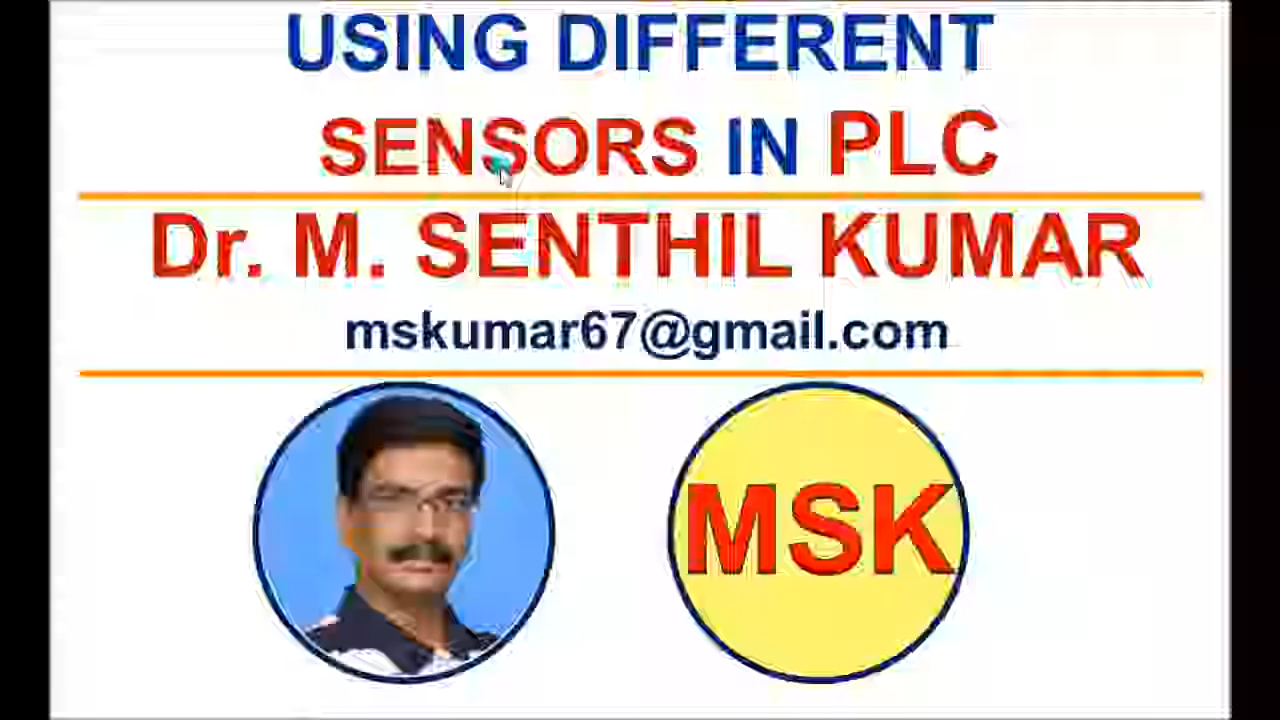 USING DIFFERENT
SENSORS IN PLC
Dr. M. SENTHIL KUMAR
mskumar67@gmail.com
MSK